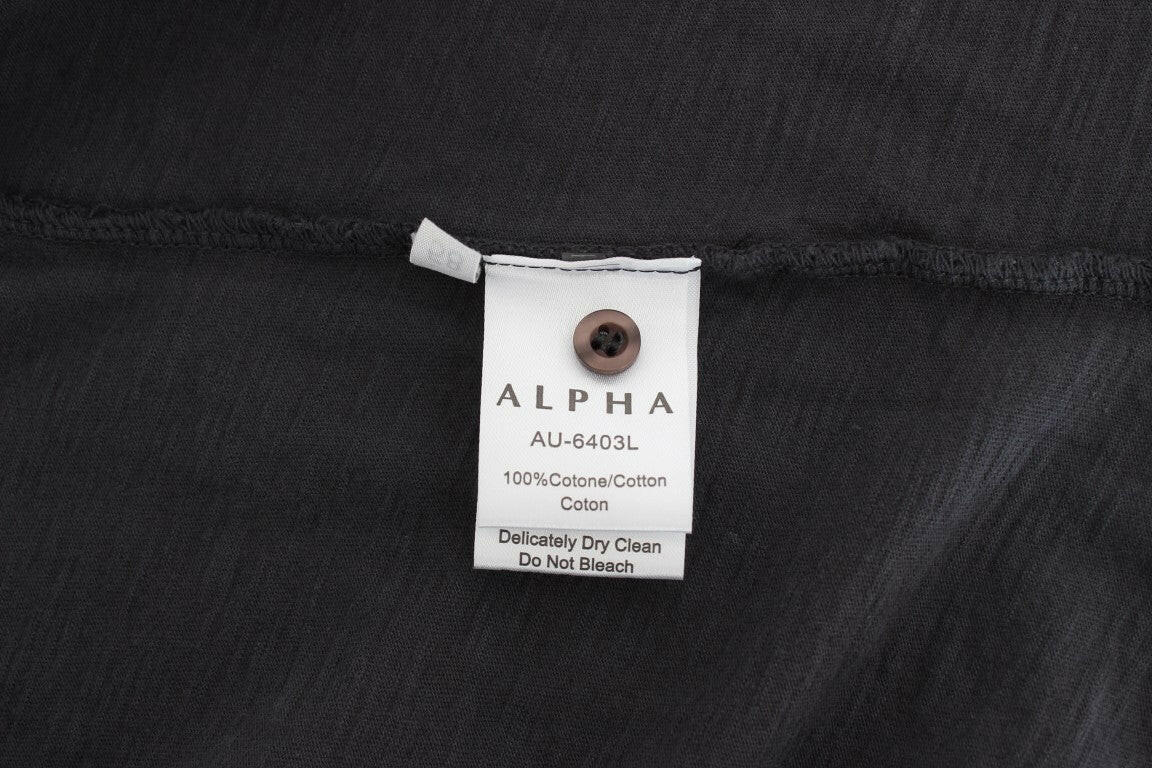 ALPHA
AU-6403L
100%Cotone/Cotton
Coton
Delicately Dry Clean
Do Not Bleach